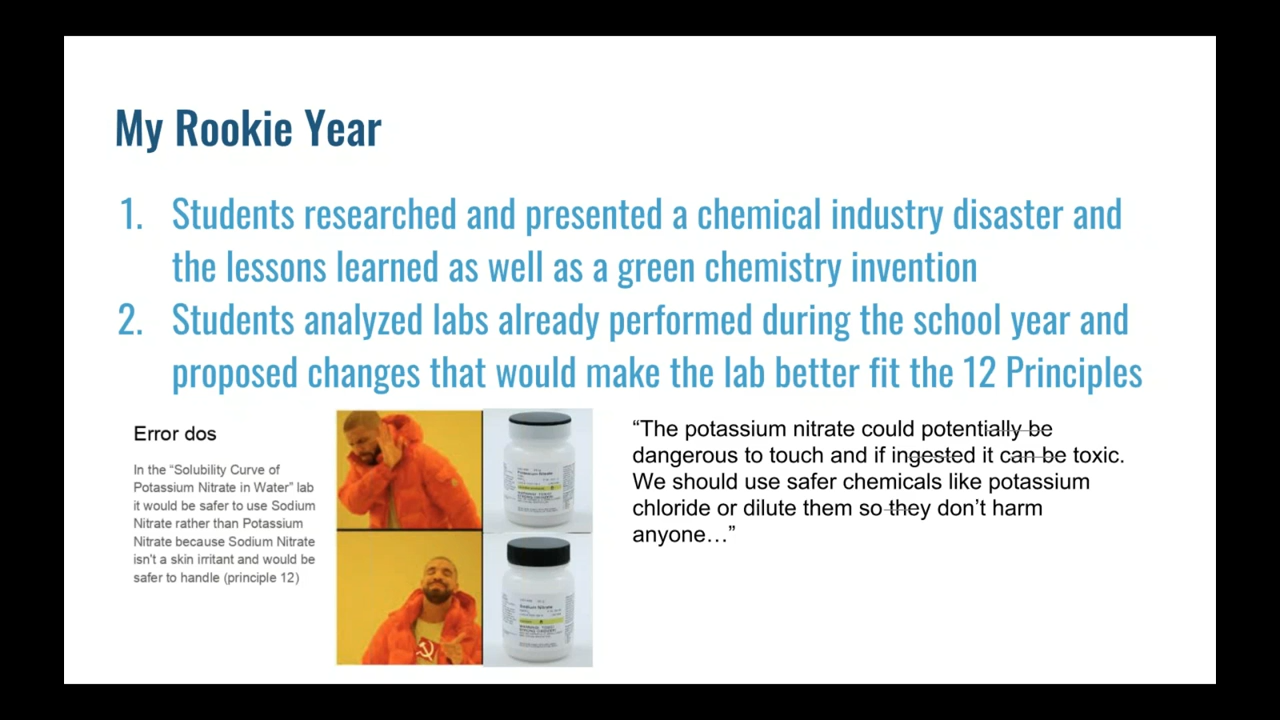 My Rookie Year
1. Students researched and presented a chemical industry disaster and
the lessons learned as well as a green chemistry invention
2. Students analyzed labs already performed during the school year and
proposed changes that would make the lab better fit the 12 Principles
Error dos
In the “Solubility Curve of
Potassium Nitrate in Water” lab
it would be safer to use Sodium
Nitrate rather than Potassium
Nitrate because Sodium Nitrate
isn't a skin irritant and would be
safer to handle (principle 12)
Potassium Nitrate
Sodium Nitrate
“The potassium nitrate could potentially be
dangerous to touch and if ingested it can be toxic.
We should use safer chemicals like potassium
chloride or dilute them so they don’t harm
anyone…”